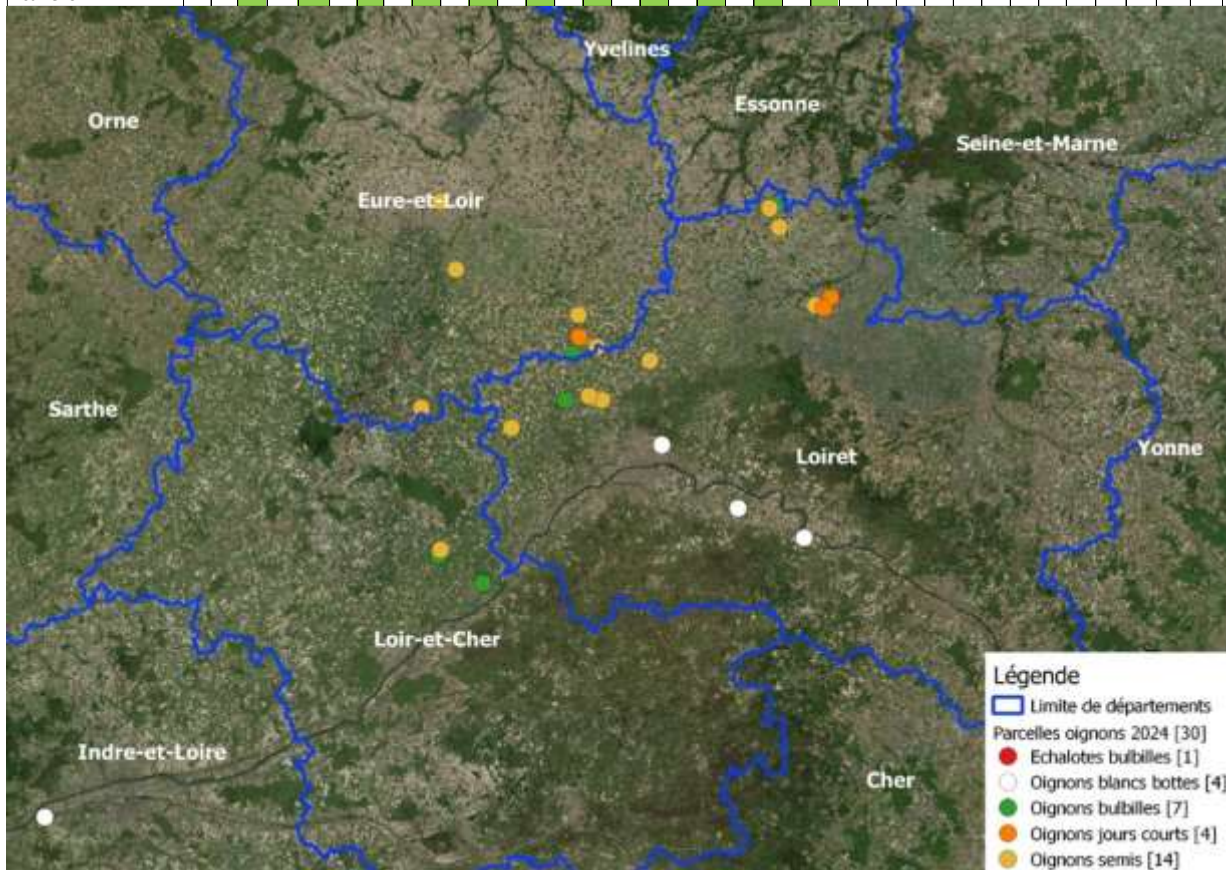 Yvelines
Essonne
Orne
Seine-et-Marne
Eure-et-Loir
Sarthe
Yonne
Loiret
Loir-et-Cher
Indre-et-Loire
Cher
Légende
Limite de départements
Parcelles oignons 2024 [30]
Echalotes bulbilles [1]
Oignons blancs bottes [4]
Oignons bulbilles [7]
Oignons jours courts [4]
Oignons semis [14]